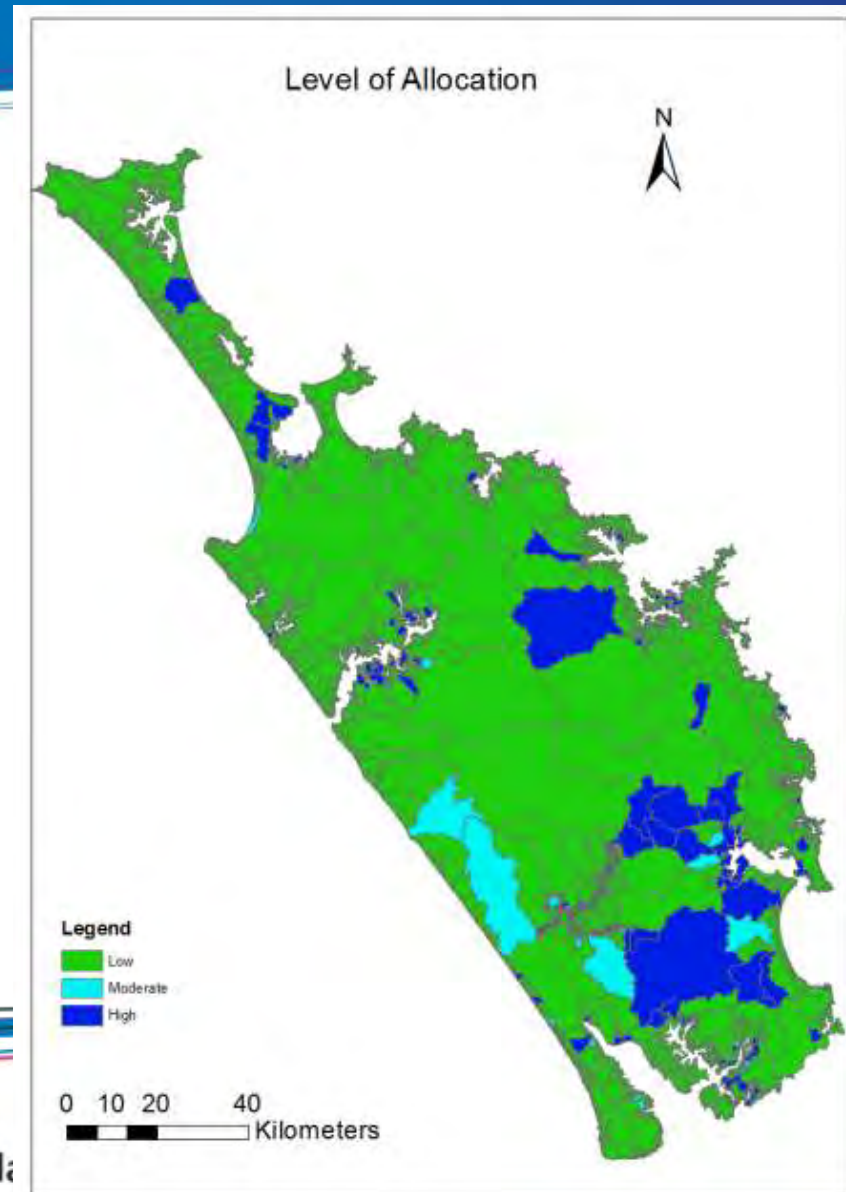 Level of Allocation
N
Legend
Low
Moderate
High
0 10 20 40
Kilometers